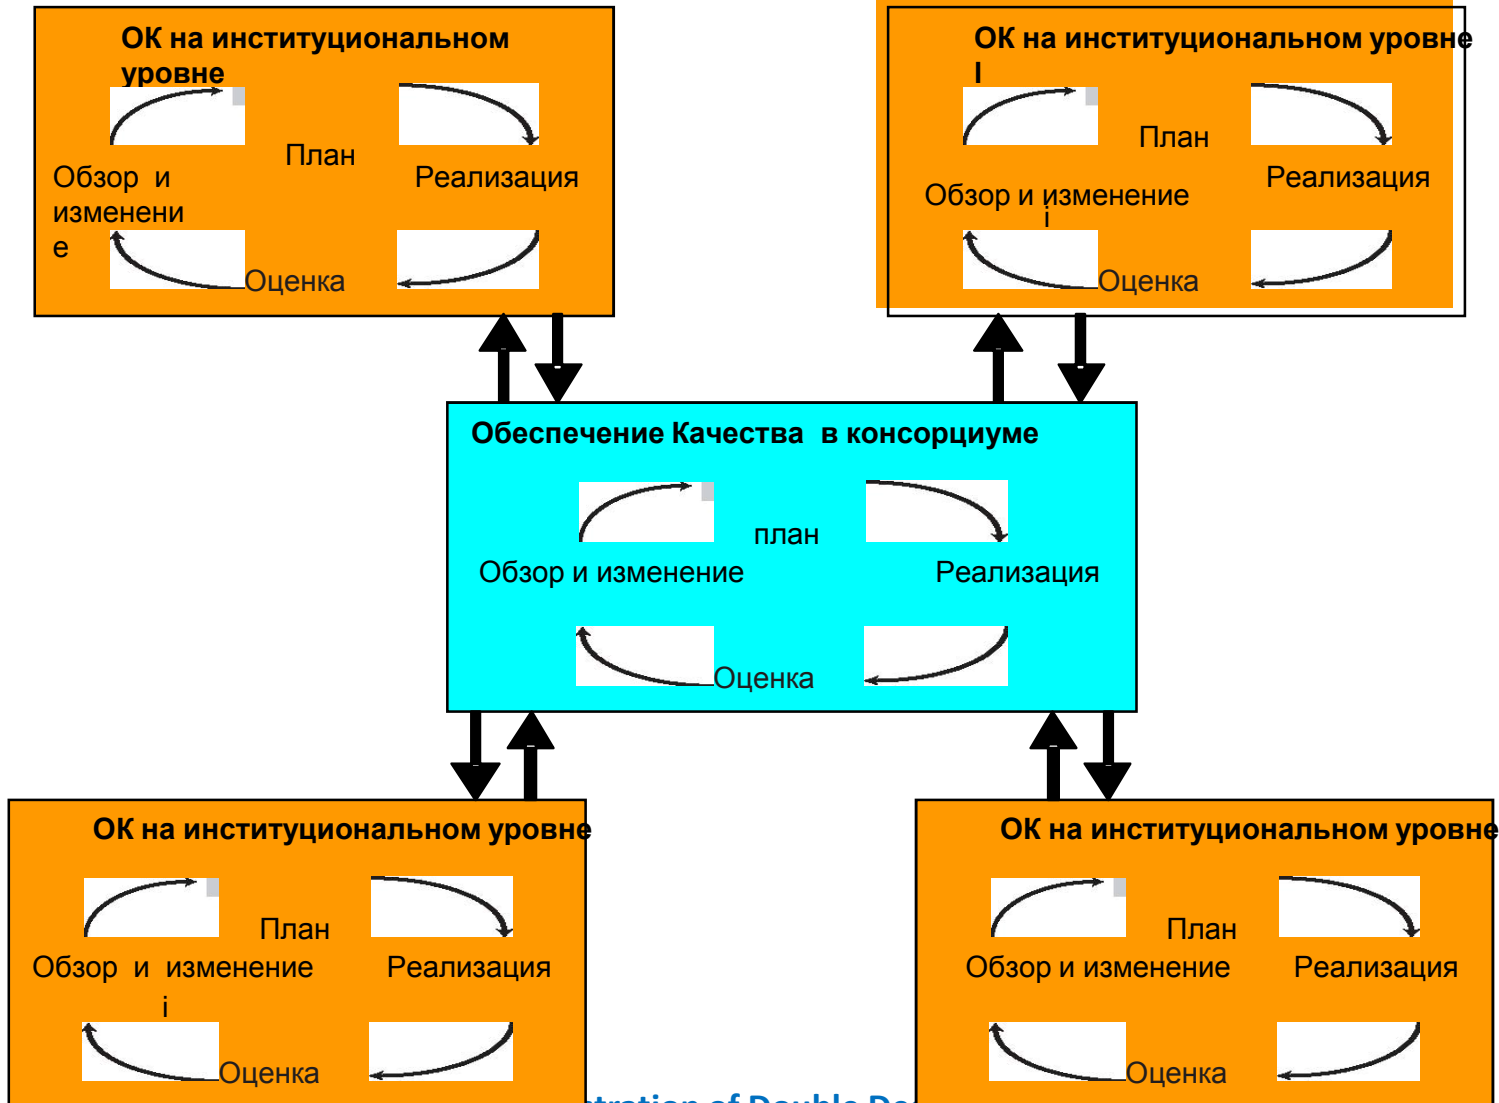 ОК на институциональном
уровне
План
Реализация
Обзор и
изменени
е
Оценка
ОК на институциональном уровне
I
План
Реализация
Обзор и изменение
i
Оценка
Обеспечение Качества в консорциуме
план
Обзор и изменение
Реализация
Оценка
ОК на институциональном уровне
План
Обзор и изменение
Реализация
i
Оценка
ОК на институциональном уровне
План
Обзор и изменение
Реализация
Оценка
of Double